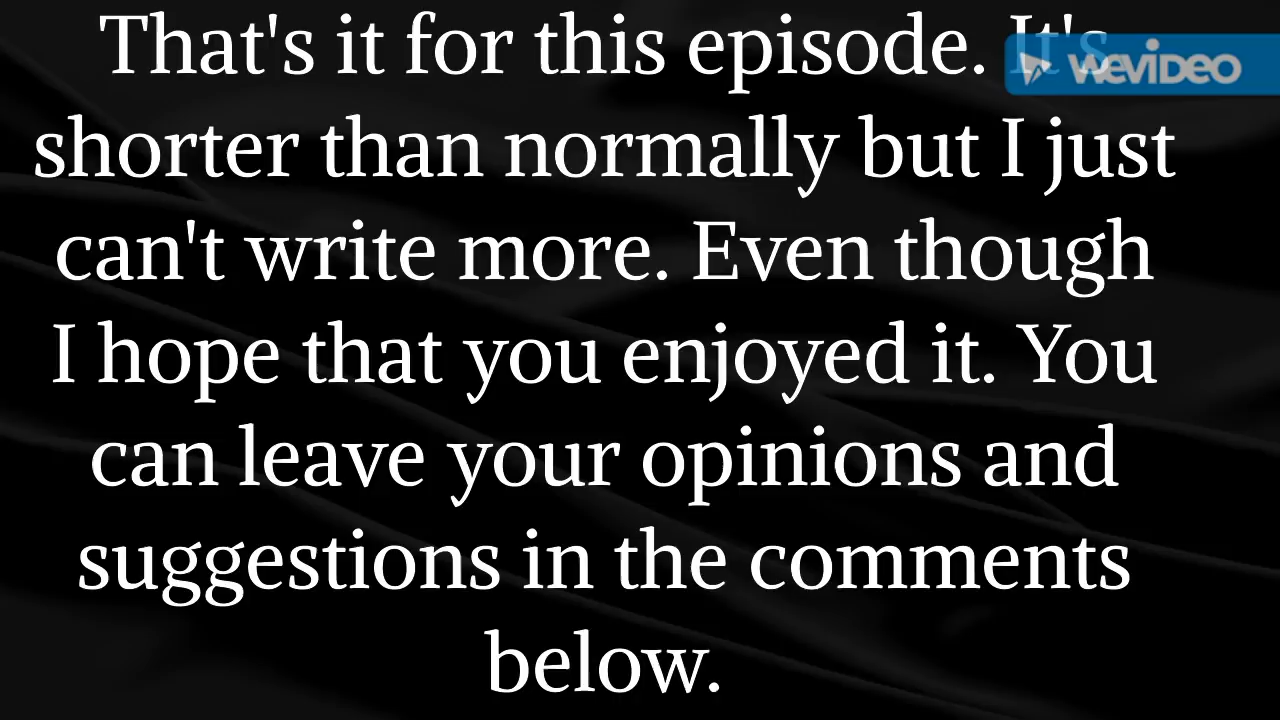 That's it for this episode. It's
WEVIDEO
shorter than normally but I just
can't write more. Even though
I hope that you enjoyed it. You
can leave your opinions and
suggestions in the comments
below.